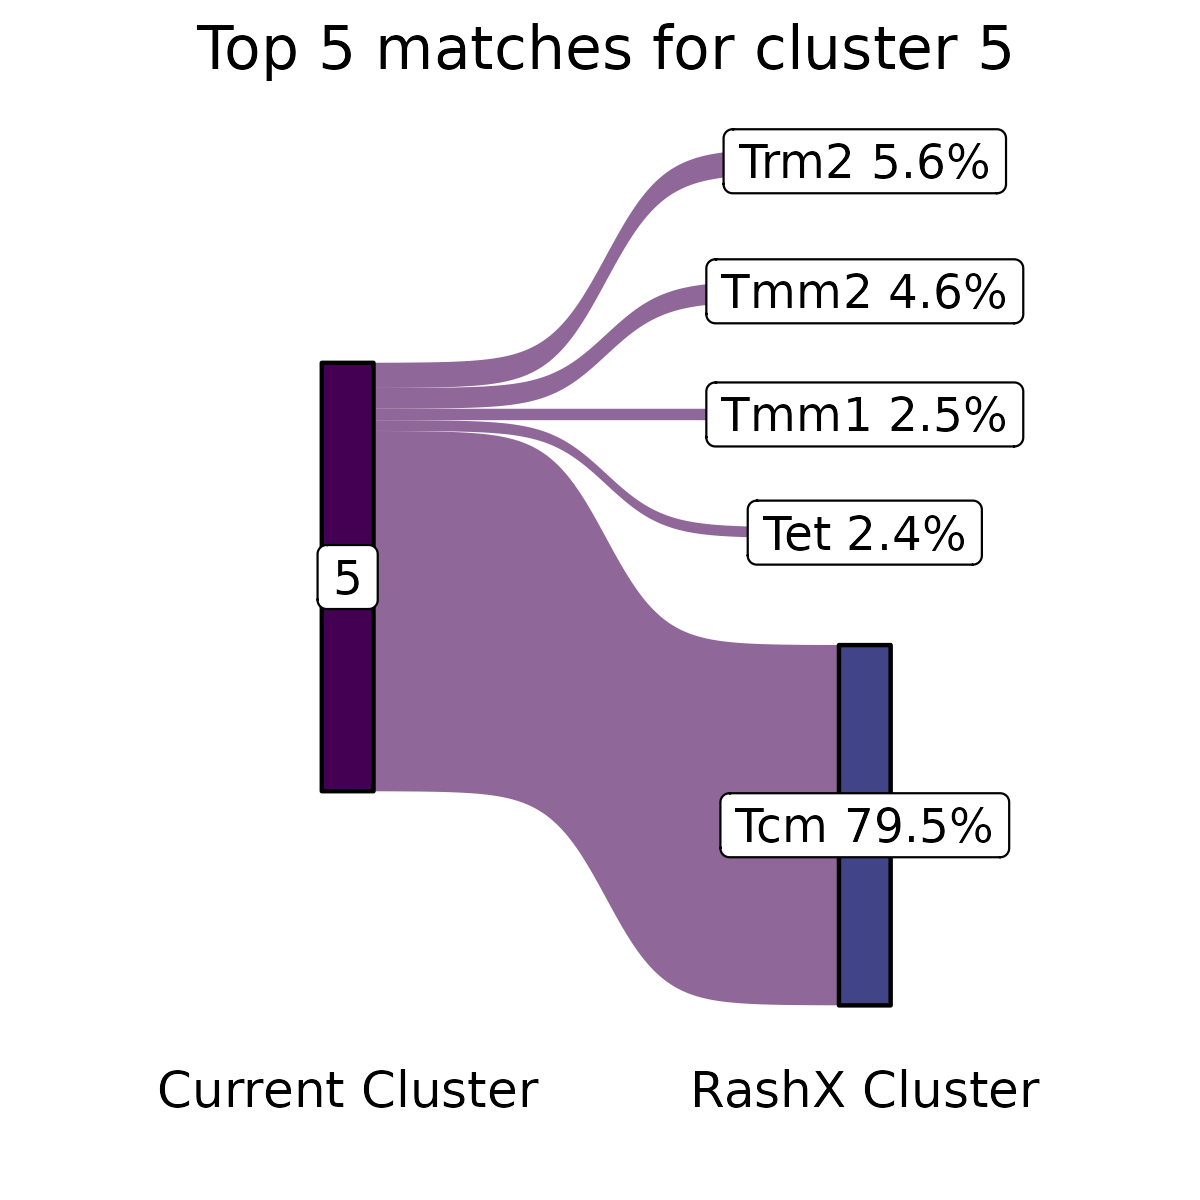 Top 5 matches for cluster 5
Trm2 5.6%
Tmm2 4.6%
Tmm1 2.5%
Tet 2.4%
5
Tcm 79.5%
Current Cluster
RashX Cluster